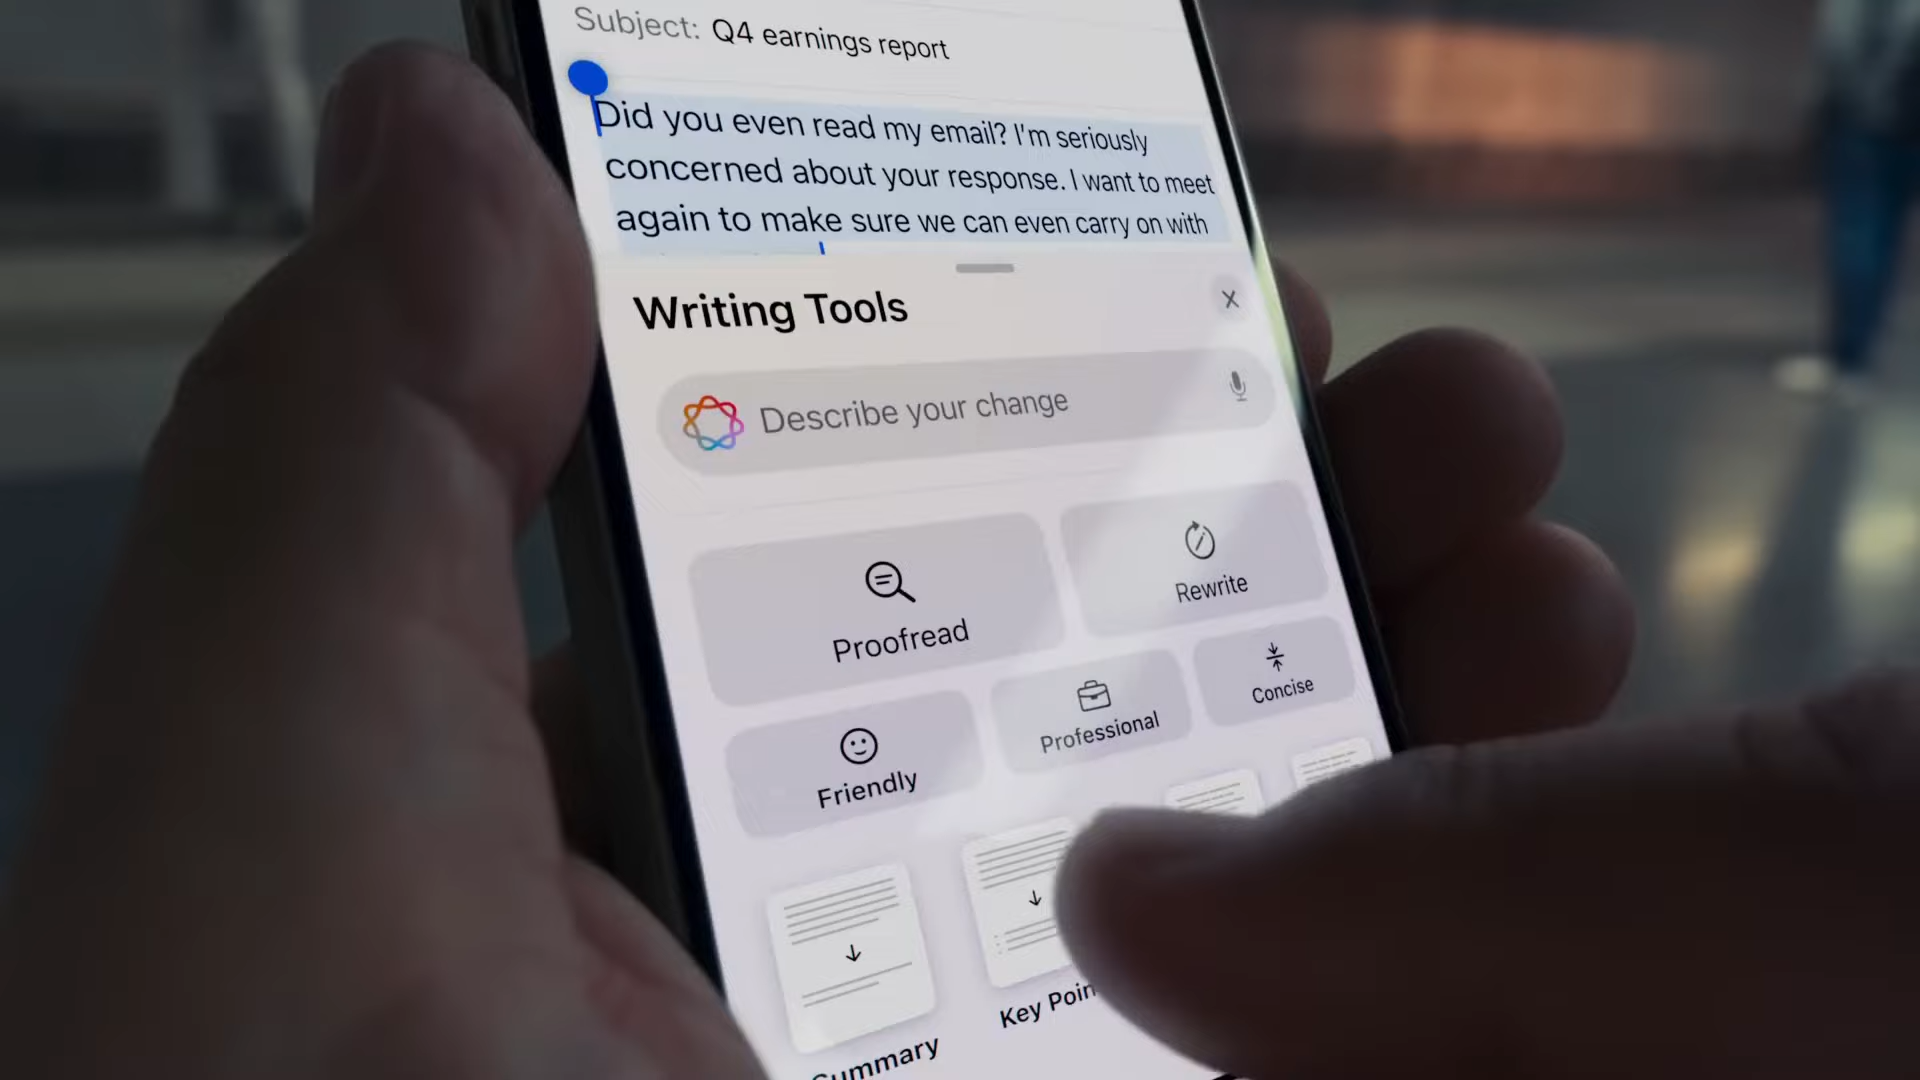 Subject: Q4 earnings report
Did you even read my email? I'm seriously
concerned about your response. I want to meet
again to make sure we can even carry on with
Writing Tools
Describe your change
Proofread
Rewrite
Friendly
Professional
Concise
Summary
Key Poin